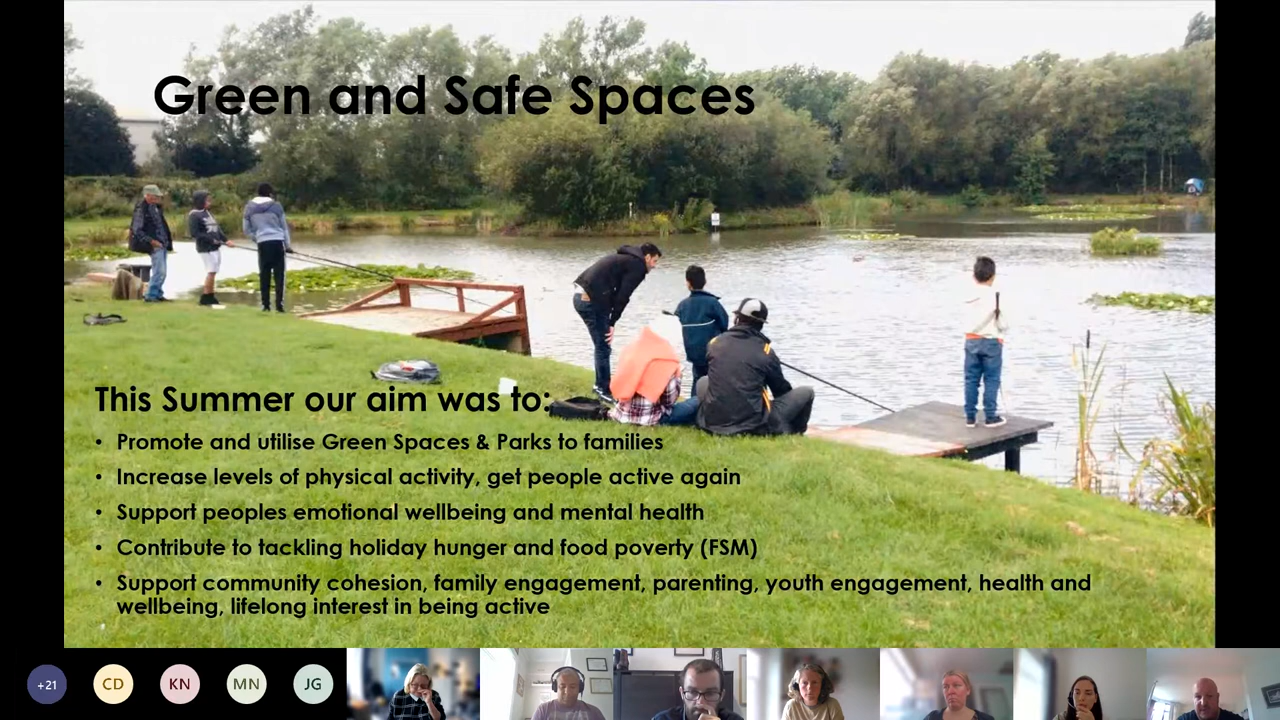 Green and Safe Spaces
This Summer our aim was to:
• Promote and utilise Green Spaces & Parks to families
• Increase levels of physical activity, get people active again
• Support peoples emotional wellbeing and mental health
• Contribute to tackling holiday hunger and food poverty (FSM)
• Support community cohesion, family engagement, parenting, youth engagement, health and
wellbeing, lifelong interest in being active
+21 CD KN MN JG